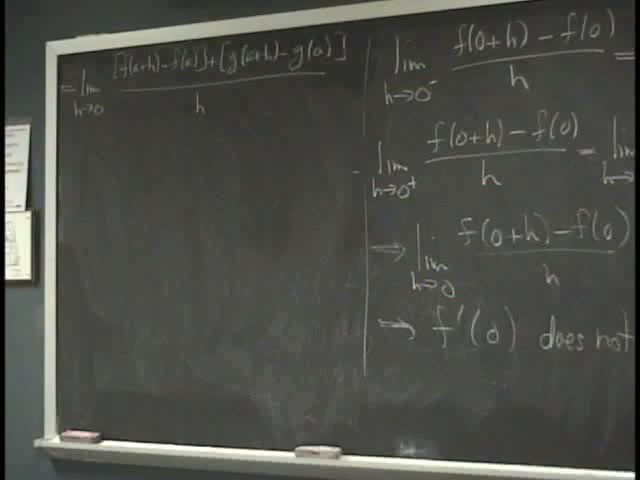 = lim h→0 [f(a+h)-f(a)]+[g(a+h)-g(a)] / h
lim h→0⁻ f(0+h)-f(0) / h =
lim h→0⁺ f(0+h)-f(0) / h = lim h→
⇒ lim h→0 f(0+h)-f(0) / h
⇒ f'(0) does not